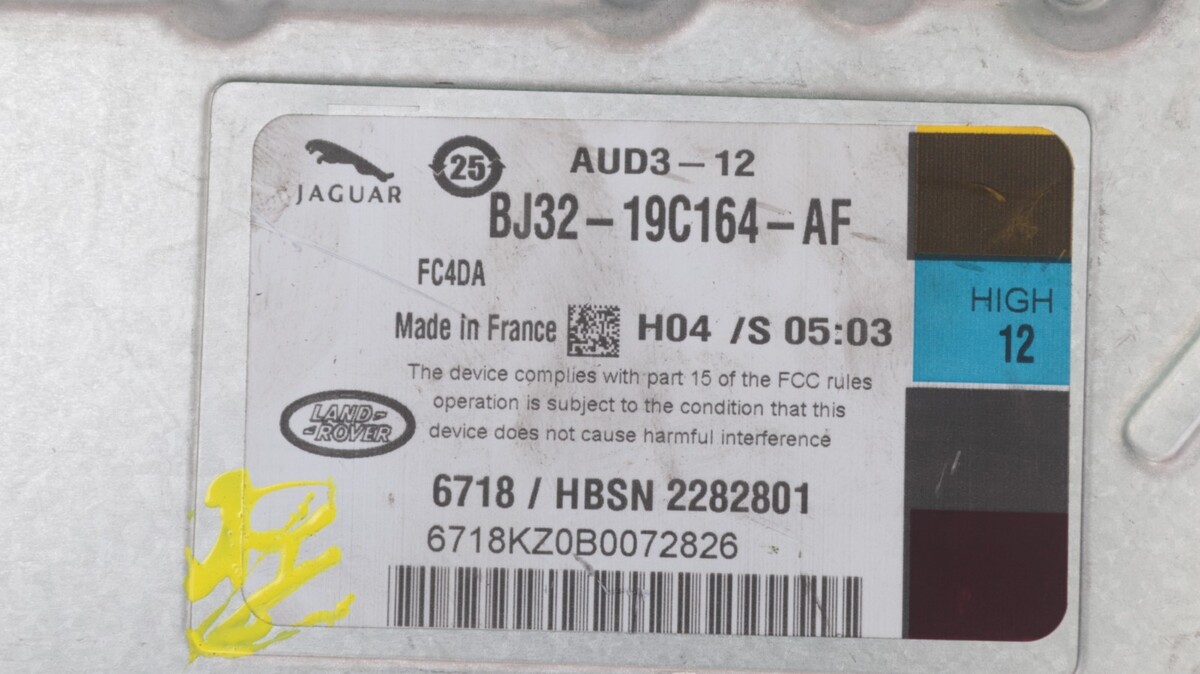 JAGUAR
25
AUD3-12
BJ32-19C164-AF
FC4DA
HIGH
12
Made in France
H04 /S 05:03
The device complies with part 15 of the FCC rules
operation is subject to the condition that this
device does not cause harmful interference
LAND-
-ROVER
6718 / HBSN 2282801
6718KZ0B0072826